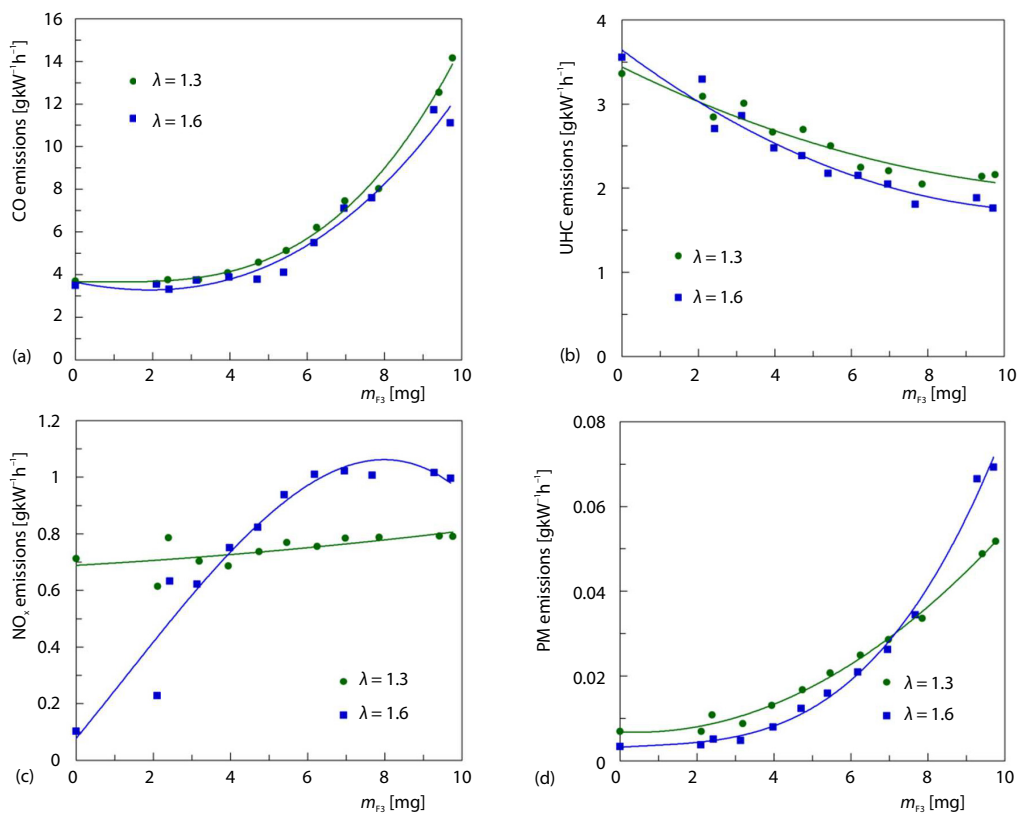 16
14
12
10
8
6
4
2
0
CO emissions [gkW⁻¹h⁻¹]
λ = 1.3
λ = 1.6
(a)
0 2 4 6 8 10
m_F3 [mg]
4
3
2
1
0
UHC emissions [gkW⁻¹h⁻¹]
λ = 1.3
λ = 1.6
(b)
0 2 4 6 8 10
m_F3 [mg]
1.2
1
0.8
0.6
0.4
0.2
0
NOₓ emissions [gkW⁻¹h⁻¹]
λ = 1.3
λ = 1.6
(c)
0 2 4 6 8 10
m_F3 [mg]
0.08
0.06
0.04
0.02
0
PM emissions [gkW⁻¹h⁻¹]
λ = 1.3
λ = 1.6
(d)
0 2 4 6 8 10
m_F3 [mg]